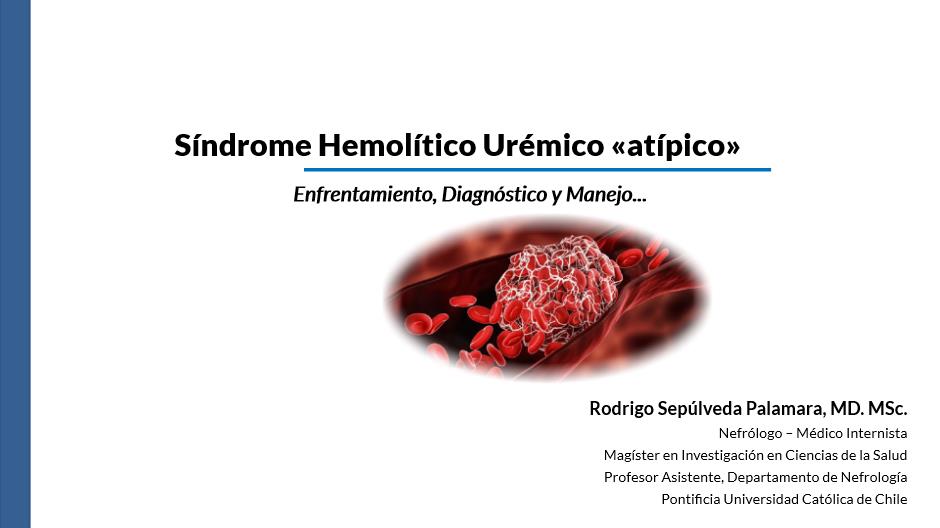 Síndrome Hemolítico Urémico «atípico»
Enfrentamiento, Diagnóstico y Manejo...
Rodrigo Sepúlveda Palamara, MD. MSc.
Nefrólogo – Médico Internista
Magíster en Investigación en Ciencias de la Salud
Profesor Asistente, Departamento de Nefrología
Pontificia Universidad Católica de Chile